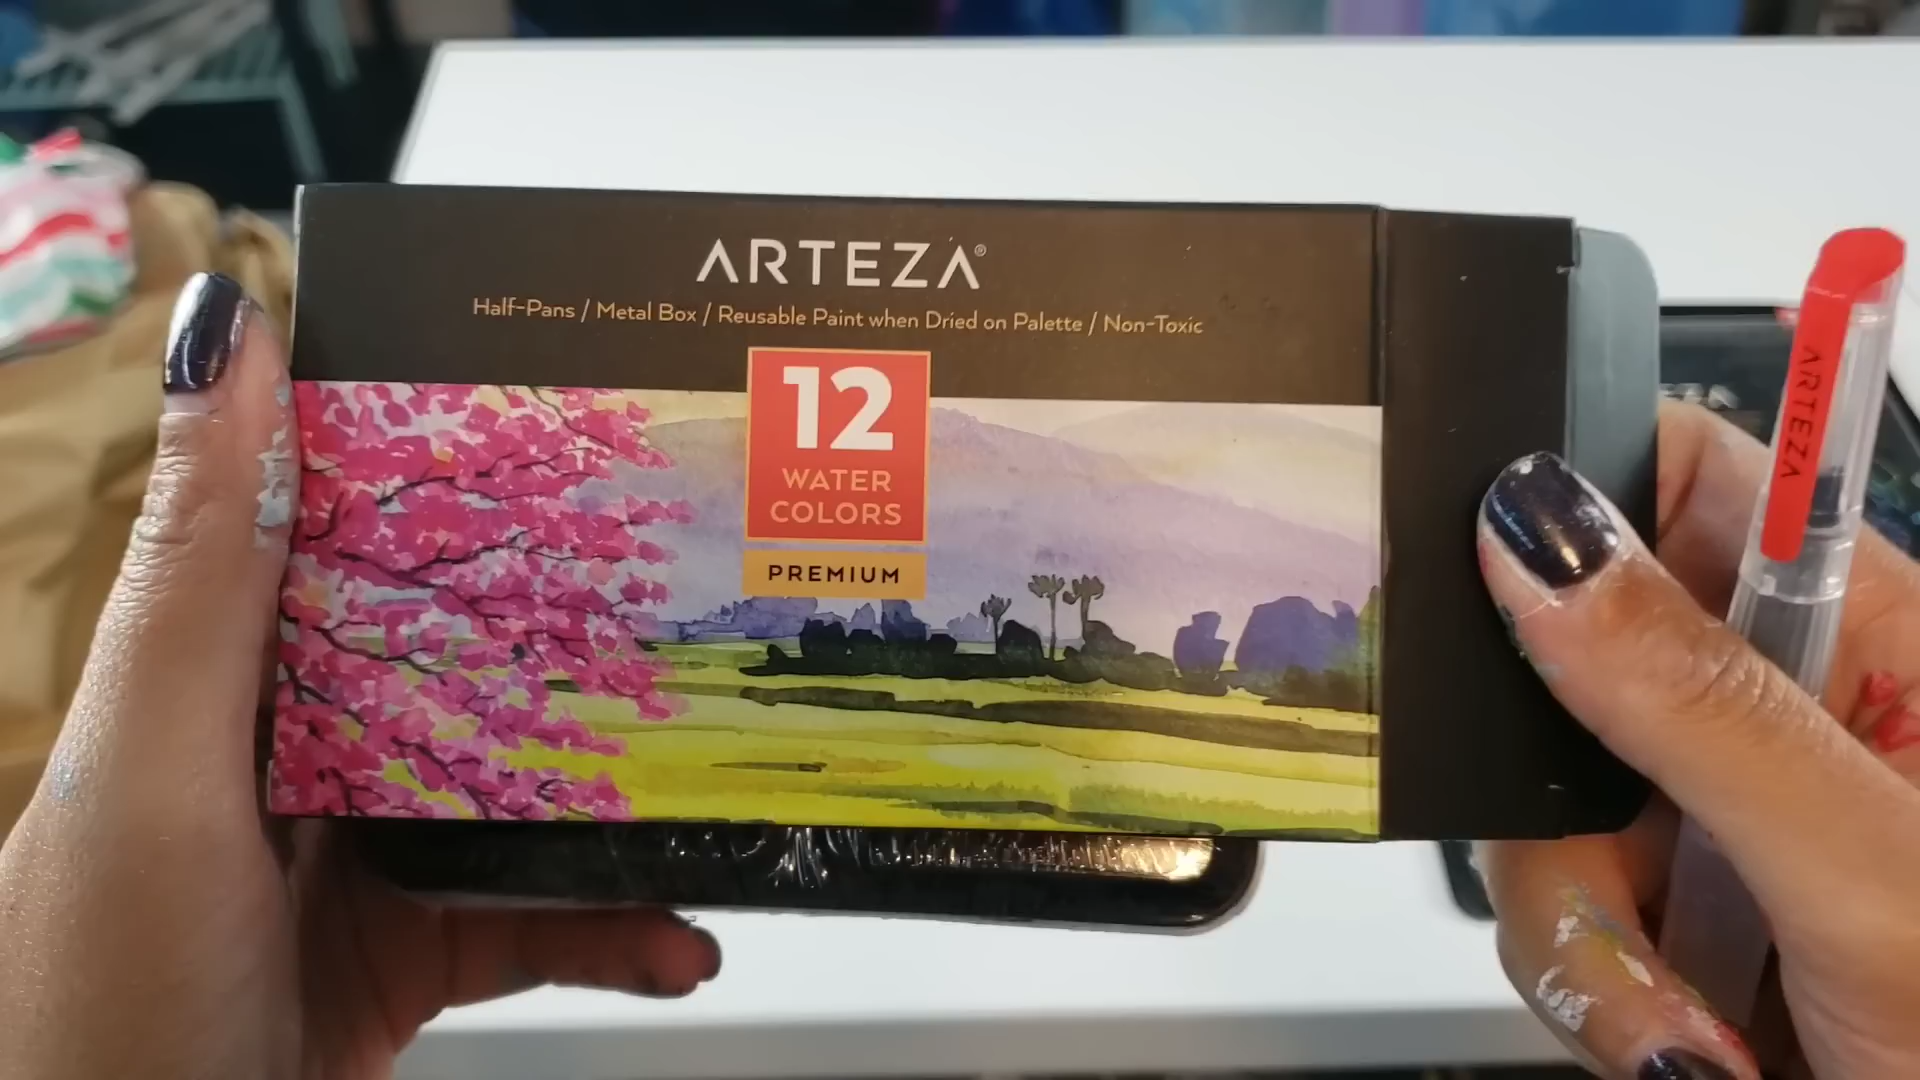 ARTEZA®
Half-Pans / Metal Box / Reusable Paint when Dried on Palette / Non-Toxic
12
WATER
COLORS
PREMIUM
ARTEZA